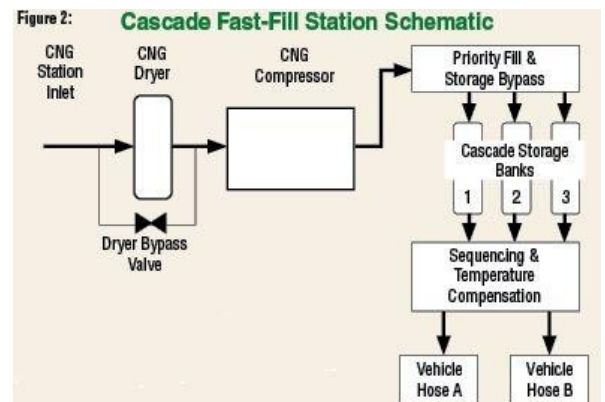 Figure 2:
Cascade Fast-Fill Station Schematic
CNG
Station
Inlet
CNG
Dryer
CNG
Compressor
Priority Fill &
Storage Bypass
Cascade Storage
Banks
1 2 3
Dryer Bypass
Valve
Sequencing &
Temperature
Compensation
Vehicle
Hose A
Vehicle
Hose B